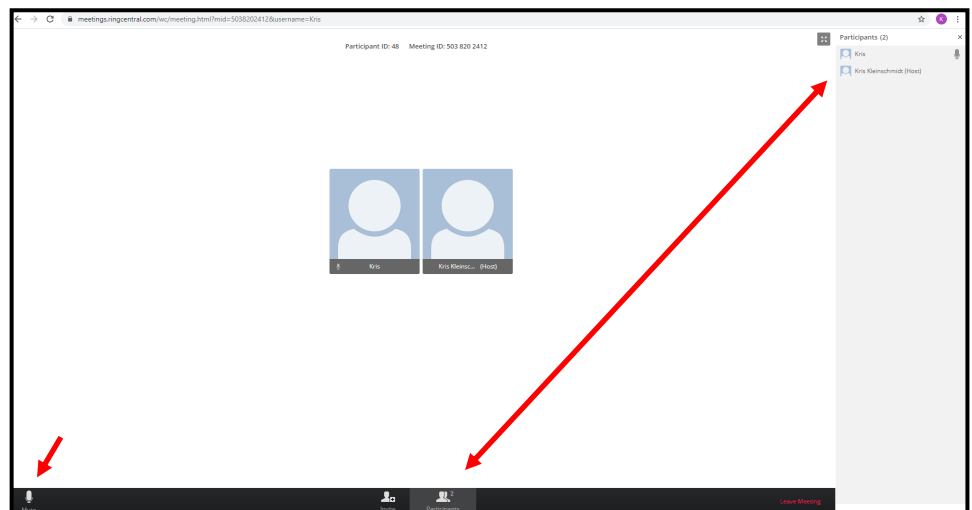 meetings.ringcentral.com/wc/meeting.html?mid=5038202412&username=Kris
K
Participant ID: 48 Meeting ID: 503 820 2412
Participants (2)
Kris
Kris Kleinschmidt (Host)
Kris
Kris Kleinsc... (Host)
Mute
Invite
2
Participants
Leave Meeting